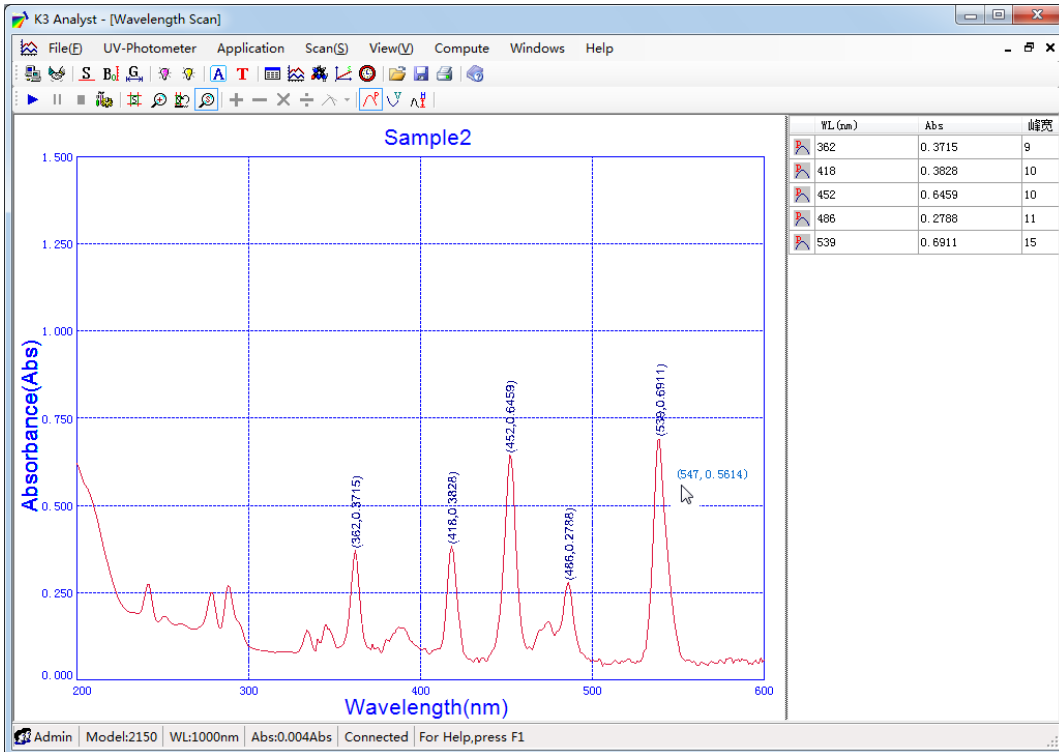 K3 Analyst - [Wavelength Scan]
File(F) UV-Photometer Application Scan(S) View(V) Compute Windows Help
Sample2
1.500
1.250
1.000
0.750
0.500
0.250
0.000
Absorbance(Abs)
(362,0.3715)
(418,0.3828)
(452,0.6459)
(486,0.2788)
(539,0.6911)
(547,0.5614)
200 300 400 500 600
Wavelength(nm)
WL(nm) Abs 峰宽
362 0.3715 9
418 0.3828 10
452 0.6459 10
486 0.2788 11
539 0.6911 15
Admin Model:2150 WL:1000nm Abs:0.004Abs Connected For Help,press F1